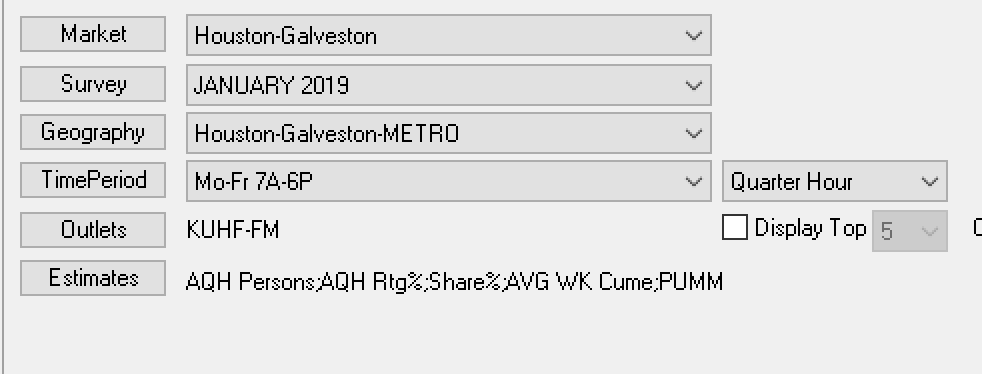 Market Houston-Galveston
Survey JANUARY 2019
Geography Houston-Galveston-METRO
TimePeriod Mo-Fr 7A-6P Quarter Hour
Outlets KUHF-FM Display Top 5
Estimates AQH Persons;AQH Rtg%;Share%;AVG WK Cume;PUMM